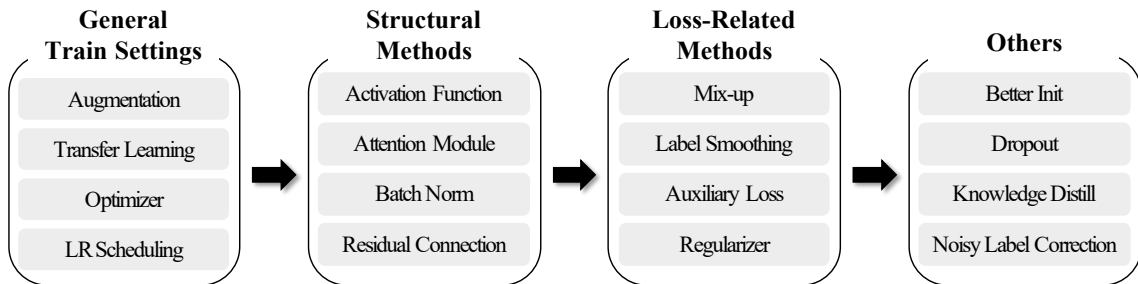 General
Train Settings
Augmentation
Transfer Learning
Optimizer
LR Scheduling
Structural
Methods
Activation Function
Attention Module
Batch Norm
Residual Connection
Loss-Related
Methods
Mix-up
Label Smoothing
Auxiliary Loss
Regularizer
Others
Better Init
Dropout
Knowledge Distill
Noisy Label Correction